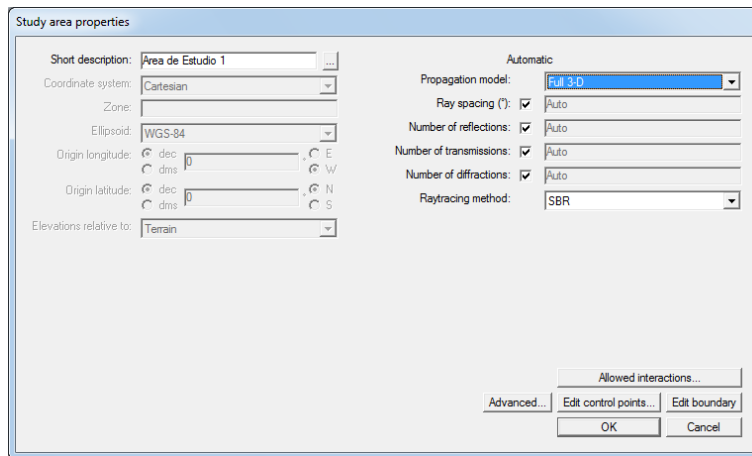 Study area properties
Short description: Area de Estudio 1 ...
Coordinate system: Cartesian
Zone:
Ellipsoid: WGS-84
Origin longitude: dec dms 0 ° E W
Origin latitude: dec dms 0 ° N S
Elevations relative to: Terrain
Automatic
Propagation model: Full 3-D
Ray spacing (°): Auto
Number of reflections: Auto
Number of transmissions: Auto
Number of diffractions: Auto
Raytracing method: SBR
Allowed interactions...
Advanced... Edit control points... Edit boundary
OK Cancel